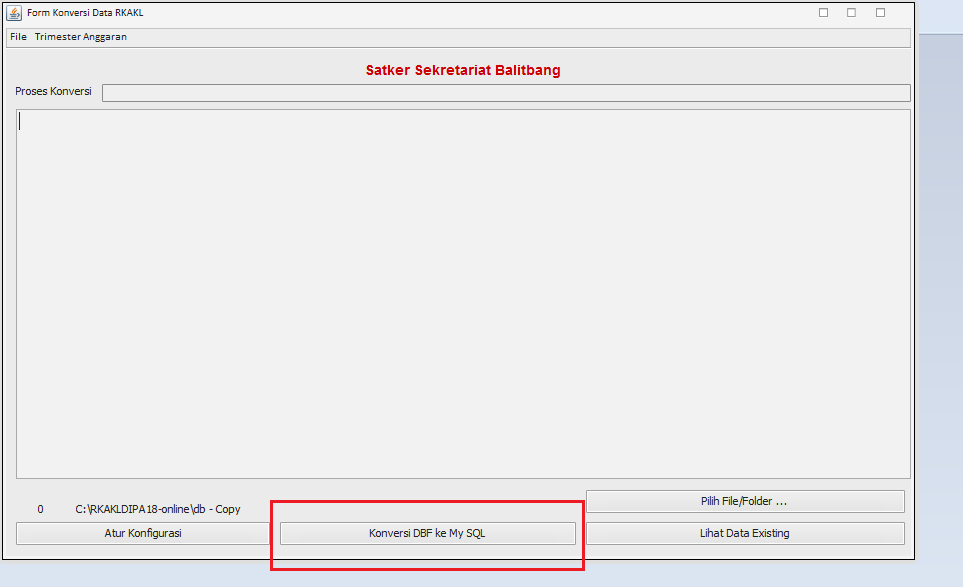 Form Konversi Data RKAKL
File Trimester Anggaran
Satker Sekretariat Balitbang
Proses Konversi
Pilih File/Folder ...
0 C:\RKAKLDIPA18-online\db - Copy
Atur Konfigurasi Konversi DBF ke My SQL Lihat Data Existing